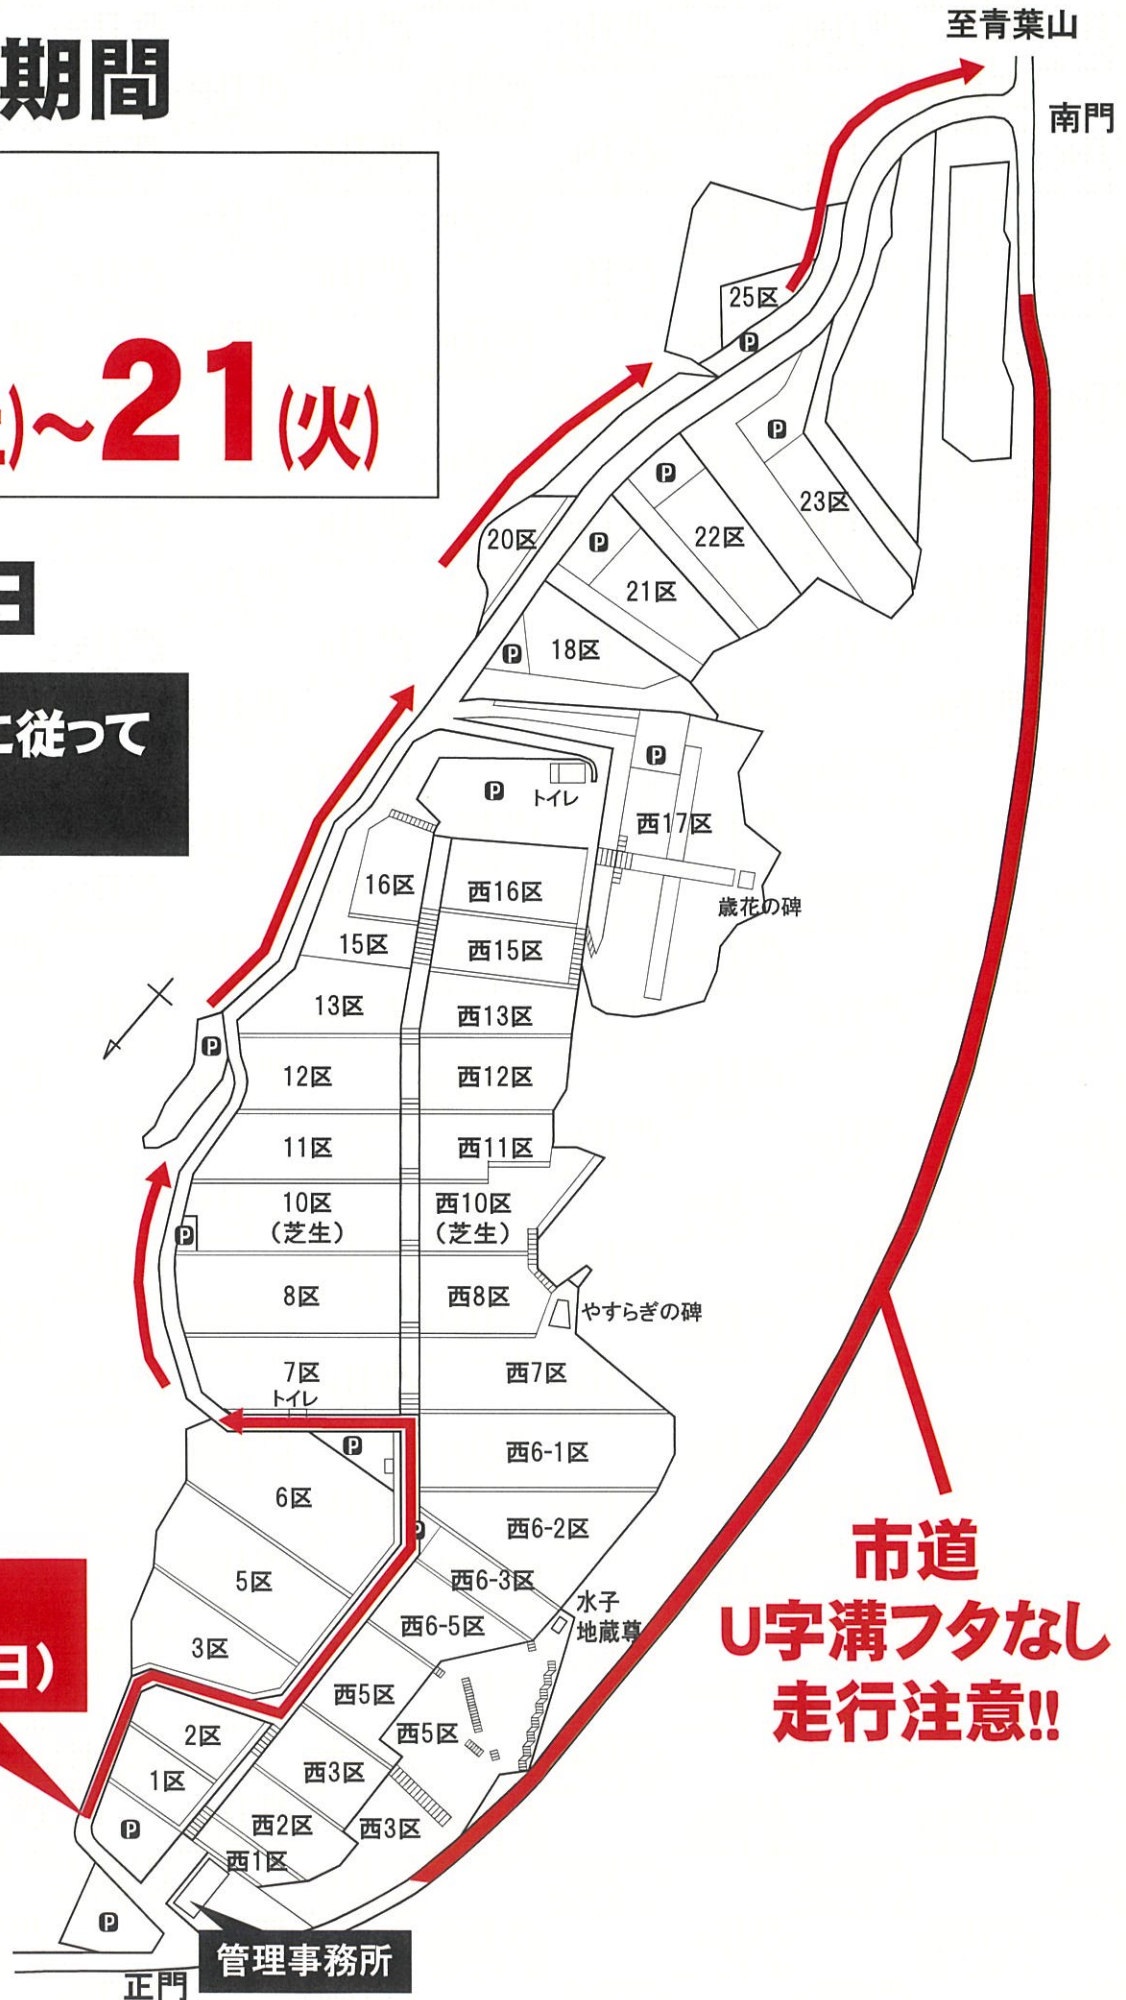 至青葉山
期間
南門
25区
P
～21(火)
P
P
23区
20区
P
22区
21区
P
18区
に従って
P
P
トイレ
西17区
16区
西16区
歳花の碑
15区
西15区
13区
西13区
P
12区
西12区
11区
西11区
10区
(芝生)
西10区
(芝生)
P
8区
西8区
やすらぎの碑
7区
西7区
トイレ
P
西6-1区
6区
P
西6-2区
市道
U字溝フタなし
走行注意!!
5区
西6-3区
水子
地蔵尊
西6-5区
3区
日)
西5区
西5区
2区
1区
西3区
P
西2区
西3区
西1区
P
管理事務所
正門